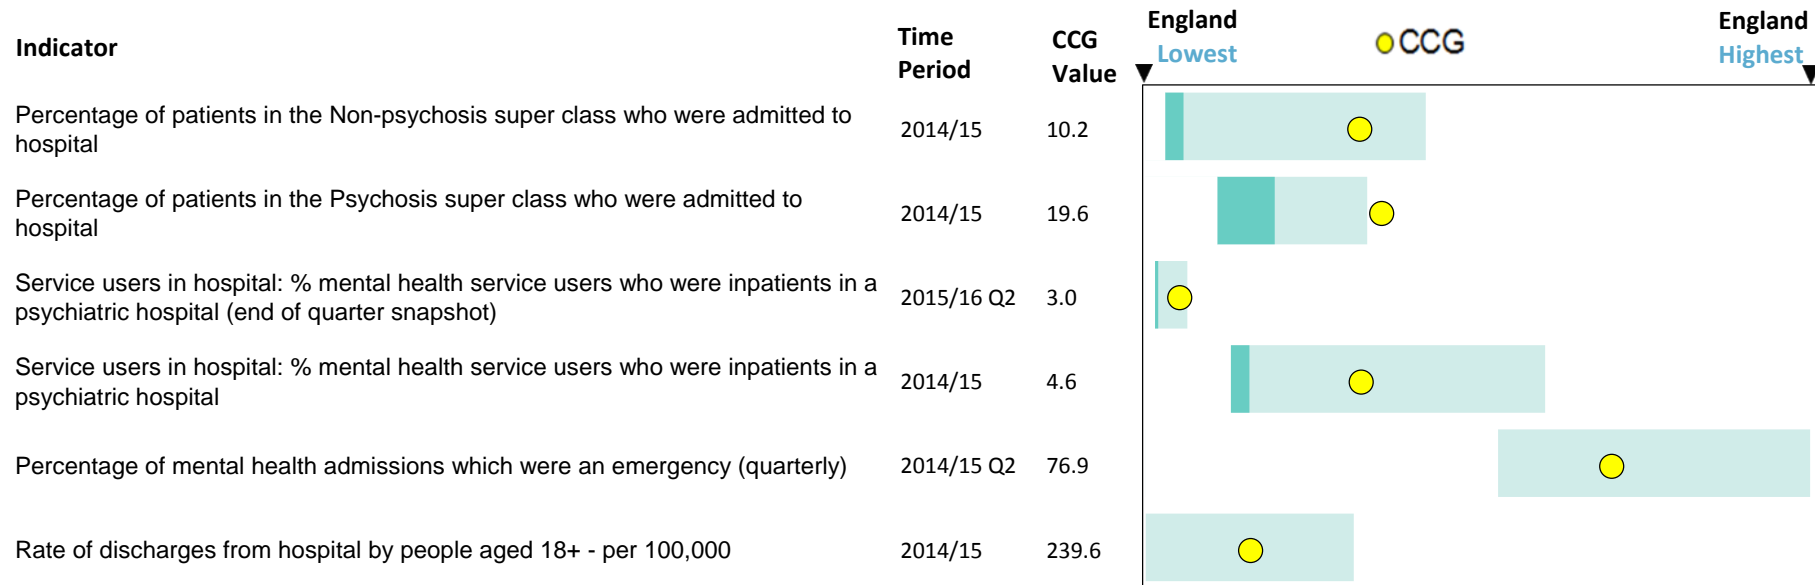 Indicator
Time Period
CCG Value
England Lowest
CCG
England Highest
Percentage of patients in the Non-psychosis super class who were admitted to
hospital
2014/15
10.2
Percentage of patients in the Psychosis super class who were admitted to
hospital
2014/15
19.6
Service users in hospital: % mental health service users who were inpatients in a
psychiatric hospital (end of quarter snapshot)
2015/16 Q2
3.0
Service users in hospital: % mental health service users who were inpatients in a
psychiatric hospital
2014/15
4.6
Percentage of mental health admissions which were an emergency (quarterly)
2014/15 Q2
76.9
Rate of discharges from hospital by people aged 18+ - per 100,000
2014/15
239.6